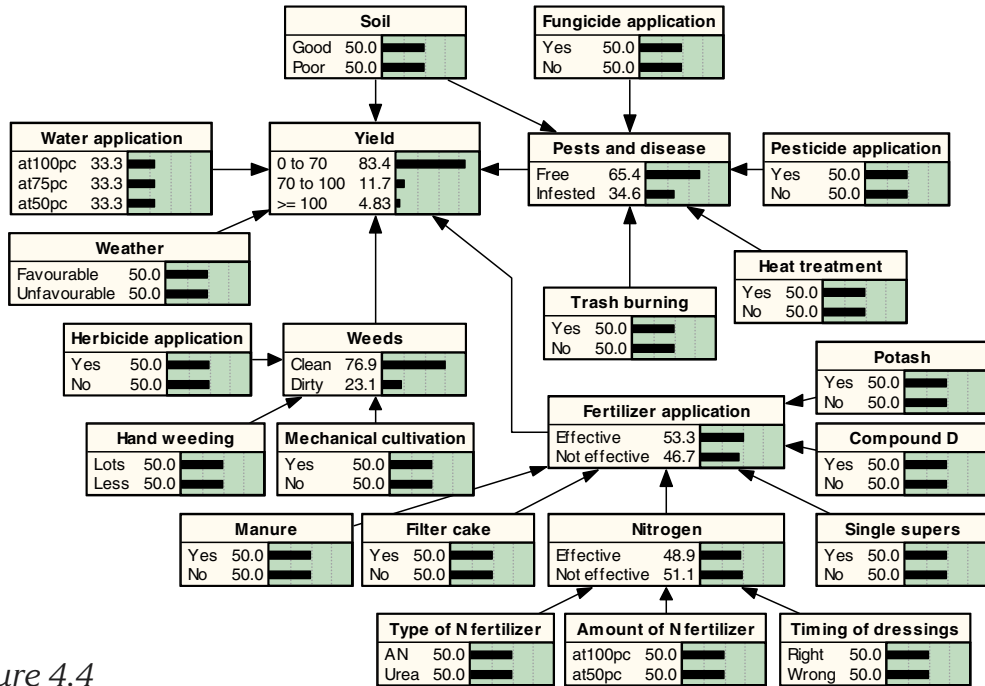 Soil
Good 50.0
Poor 50.0
Fungicide application
Yes 50.0
No 50.0
Water application
at100pc 33.3
at75pc 33.3
at50pc 33.3
Yield
0 to 70 83.4
70 to 100 11.7
>= 100 4.83
Pests and disease
Free 65.4
Infested 34.6
Pesticide application
Yes 50.0
No 50.0
Weather
Favourable 50.0
Unfavourable 50.0
Heat treatment
Yes 50.0
No 50.0
Trash burning
Yes 50.0
No 50.0
Herbicide application
Yes 50.0
No 50.0
Weeds
Clean 76.9
Dirty 23.1
Potash
Yes 50.0
No 50.0
Fertilizer application
Effective 53.3
Not effective 46.7
Hand weeding
Lots 50.0
Less 50.0
Mechanical cultivation
Yes 50.0
No 50.0
Compound D
Yes 50.0
No 50.0
Manure
Yes 50.0
No 50.0
Filter cake
Yes 50.0
No 50.0
Nitrogen
Effective 48.9
Not effective 51.1
Single supers
Yes 50.0
No 50.0
Type of N fertilizer
AN 50.0
Urea 50.0
Amount of N fertilizer
at100pc 50.0
at50pc 50.0
Timing of dressings
Right 50.0
Wrong 50.0
ure 4.4